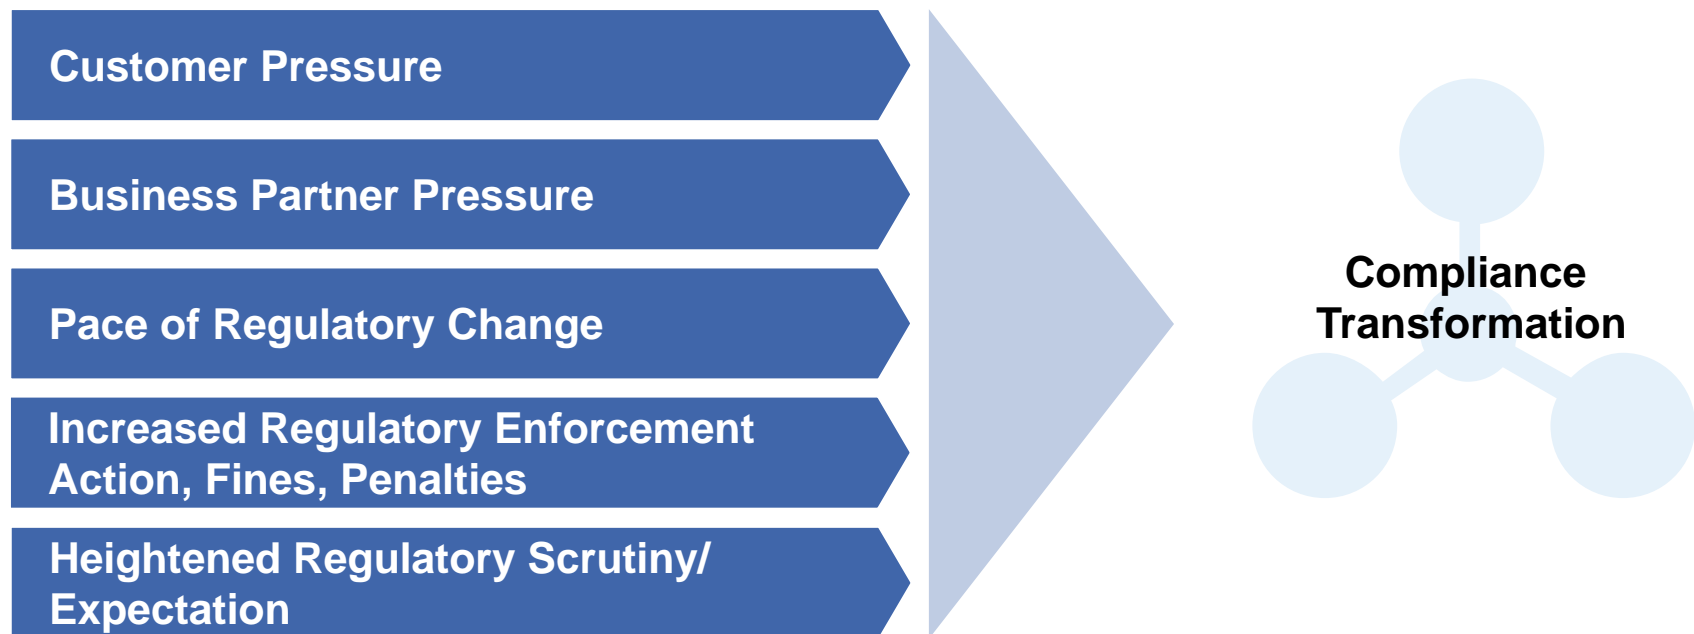 Customer Pressure
Business Partner Pressure
Pace of Regulatory Change
Increased Regulatory Enforcement
Action, Fines, Penalties
Heightened Regulatory Scrutiny/
Expectation
Compliance
Transformation